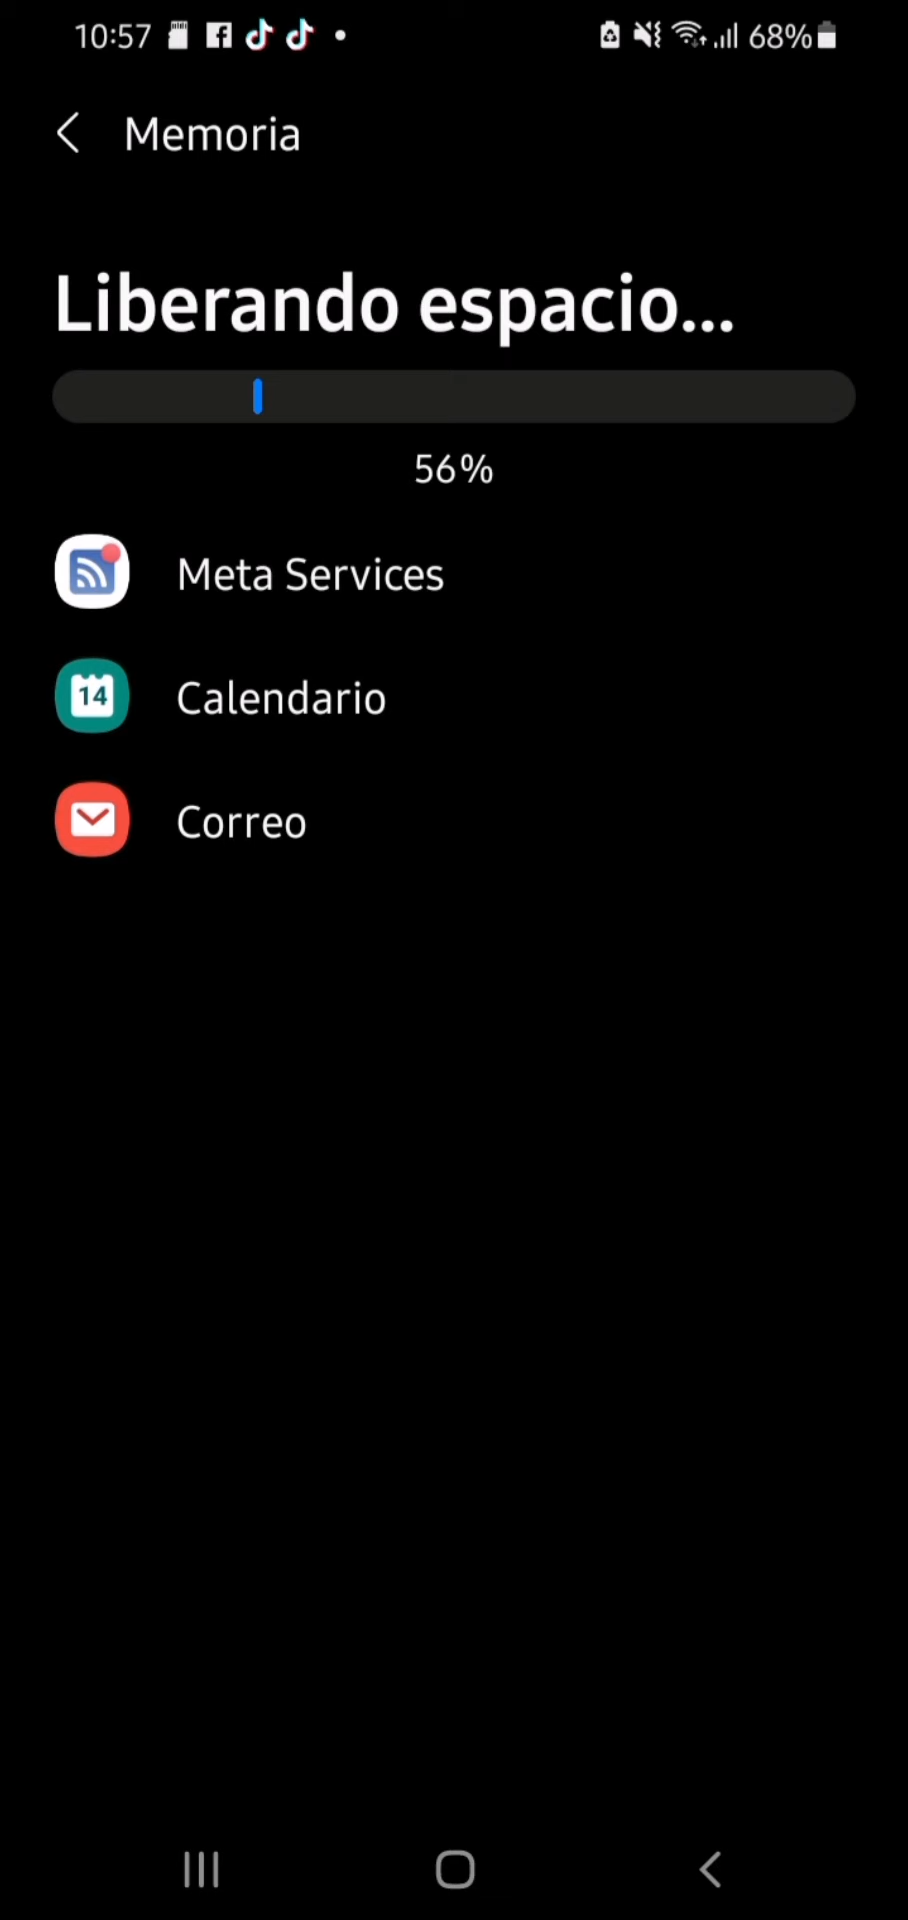 10:57 68%
Memoria
Liberando espacio...
56%
Meta Services
14 Calendario
Correo